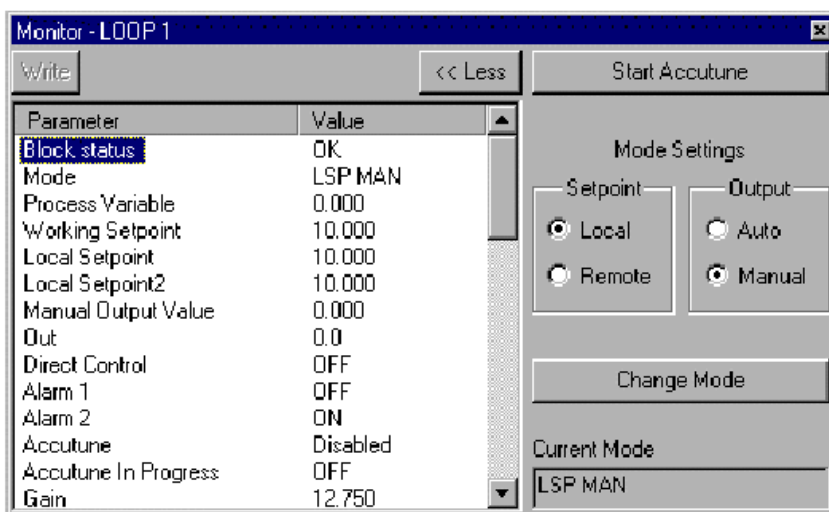 Monitor - LOOP 1
Write
<< Less
Start Accutune
Parameter Value
Block status OK
Mode LSP MAN
Process Variable 0.000
Working Setpoint 10.000
Local Setpoint 10.000
Local Setpoint2 10.000
Manual Output Value 0.000
Out 0.0
Direct Control OFF
Alarm 1 OFF
Alarm 2 ON
Accutune Disabled
Accutune In Progress OFF
Gain 12.750
Mode Settings
Setpoint
Local
Remote
Output
Auto
Manual
Change Mode
Current Mode
LSP MAN